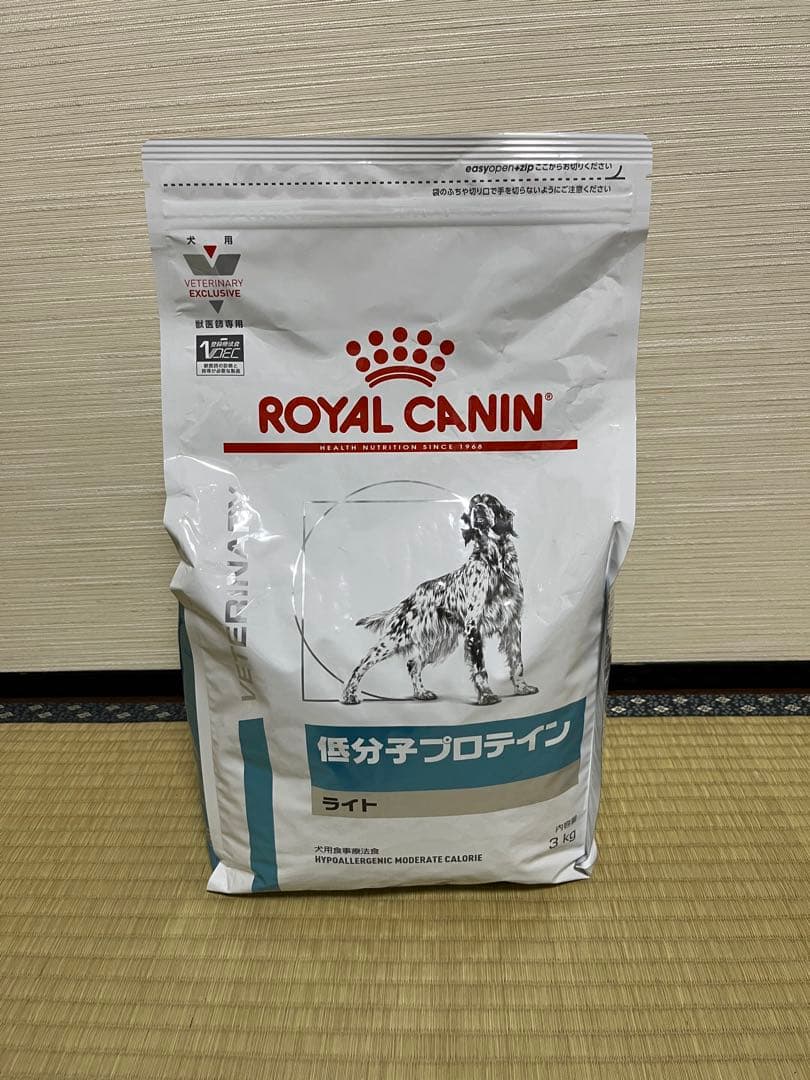 easyopen+zip ここからお切りください
袋のふちや切り口で手を切らないようにご注意ください
犬 用
VETERINARY
EXCLUSIVE
獣医師専用
ROYAL CANIN®
HEALTH NUTRITION SINCE 1968
VETERINARY
低分子プロテイン
ライト
犬用食事療法食
HYPOALLERGENIC MODERATE CALORIE
内容量
3 kg